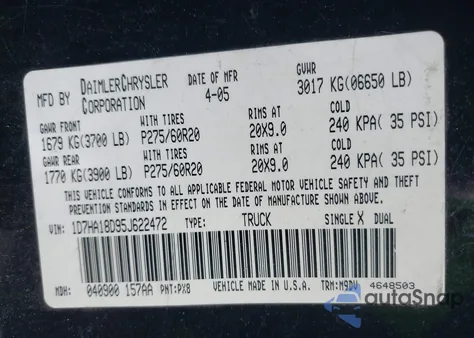 MFD BY DAIMLERCHRYSLER CORPORATION DATE OF MFR 4-05 GVWR 3017 KG(06650 LB)
GAWR FRONT WITH TIRES RIMS AT COLD
1679 KG(3700 LB) P275/60R20 20X9.0 240 KPA( 35 PSI)
GAWR REAR WITH TIRES RIMS AT COLD
1770 KG(3900 LB) P275/60R20 20X9.0 240 KPA( 35 PSI)
THIS VEHICLE CONFORMS TO ALL APPLICABLE FEDERAL MOTOR VEHICLE SAFETY AND THEFT
PREVENTION STANDARDS IN EFFECT ON THE DATE OF MANUFACTURE SHOWN ABOVE.
VIN: 1D7HA18D95J622472 TYPE: TRUCK SINGLE X DUAL
MDH: 040900 157AA PNT:PX8 VEHICLE MADE IN U.S.A. TRM:M9DV 4648503
autoSnap